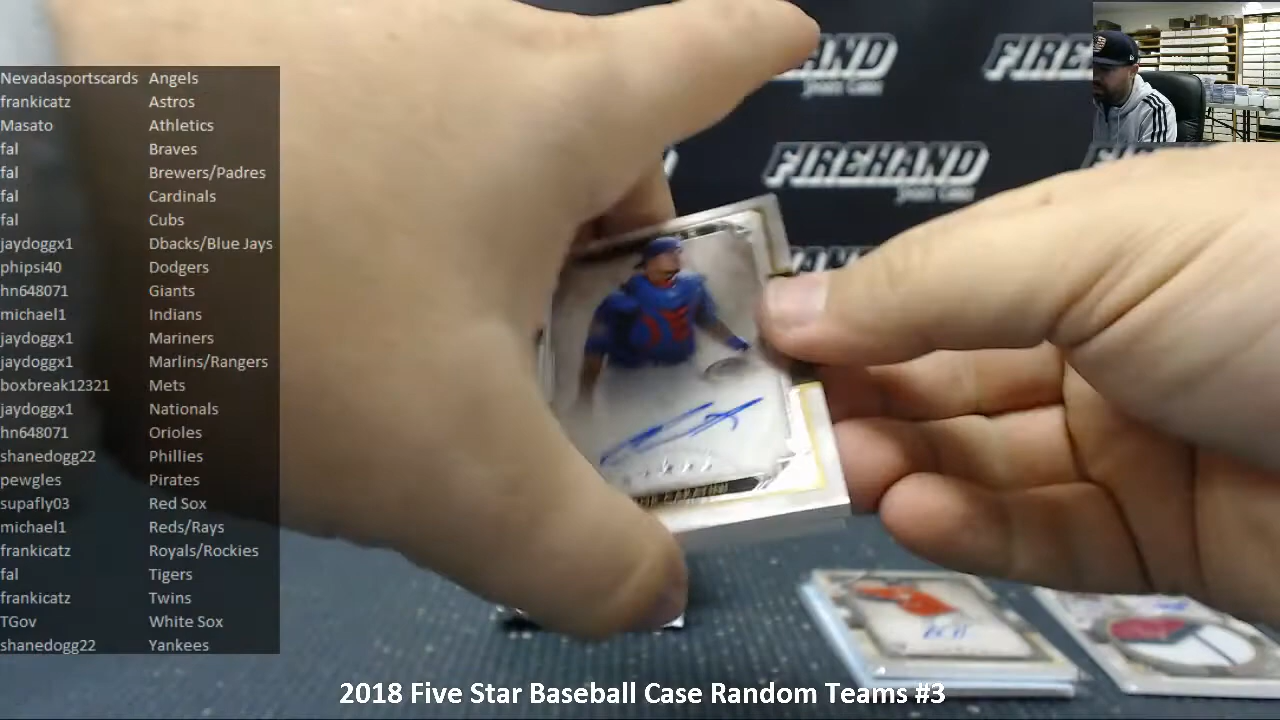 Nevadasportscards Angels
frankicatz Astros
Masato Athletics
fal Braves
fal Brewers/Padres
fal Cardinals
fal Cubs
jaydoggx1 Dbacks/Blue Jays
phipsi40 Dodgers
hn648071 Giants
michael1 Indians
jaydoggx1 Mariners
jaydoggx1 Marlins/Rangers
boxbreak12321 Mets
jaydoggx1 Nationals
hn648071 Orioles
shanedogg22 Phillies
pewgles Pirates
supafly03 Red Sox
michael1 Reds/Rays
frankicatz Royals/Rockies
fal Tigers
frankicatz Twins
TGov White Sox
shanedogg22 Yankees
FIREHAND
2018 Five Star Baseball Case Random Teams #3